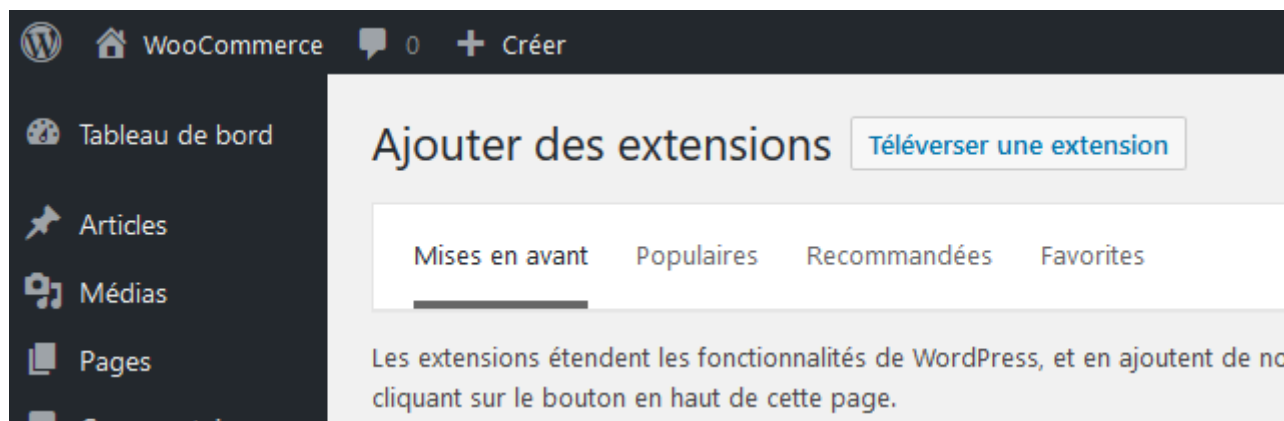 WooCommerce 0 Créer
Tableau de bord
Ajouter des extensions Téléverser une extension
Articles
Mises en avant Populaires Recommandées Favorites
Médias
Pages
Les extensions étendent les fonctionnalités de WordPress, et en ajoutent de
cliquant sur le bouton en haut de cette page.